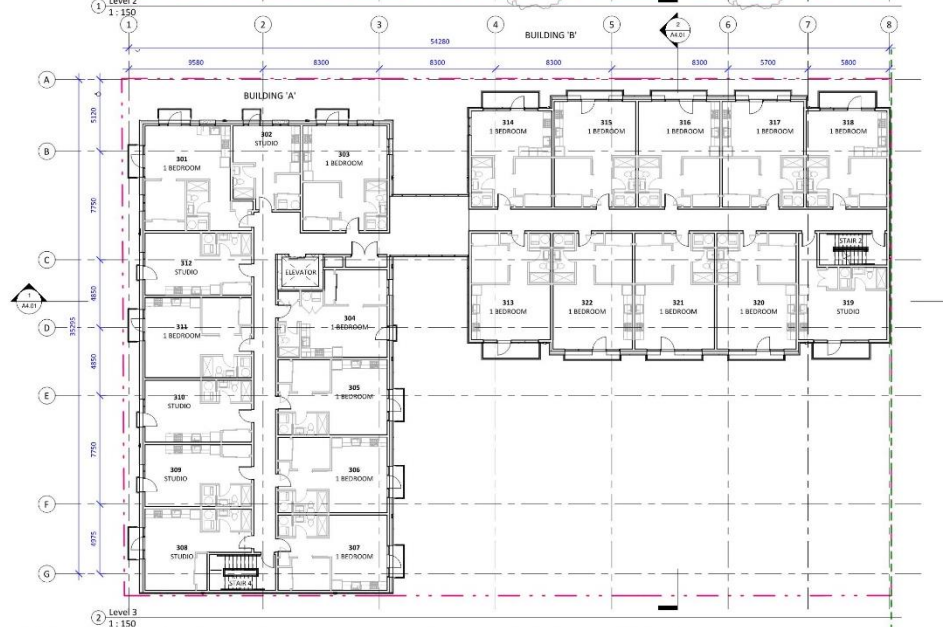 Level 2
1
1 : 150
1
2
3
4
5
6
7
8
2
A4.01
BUILDING 'B'
54280
9580
8300
8300
8300
8300
5700
5800
A
B
C
D
E
F
G
5120
7750
4850
4850
7750
4975
35295
1
A4.01
BUILDING 'A'
301
1 BEDROOM
302
STUDIO
303
1 BEDROOM
314
1 BEDROOM
315
1 BEDROOM
316
1 BEDROOM
317
1 BEDROOM
318
1 BEDROOM
312
STUDIO
ELEVATOR
STAIR 2
311
1 BEDROOM
304
1 BEDROOM
313
1 BEDROOM
322
1 BEDROOM
321
1 BEDROOM
320
1 BEDROOM
319
STUDIO
310
STUDIO
305
1 BEDROOM
309
STUDIO
306
1 BEDROOM
308
STUDIO
307
1 BEDROOM
STAIR 4
Level 3
2
1 : 150